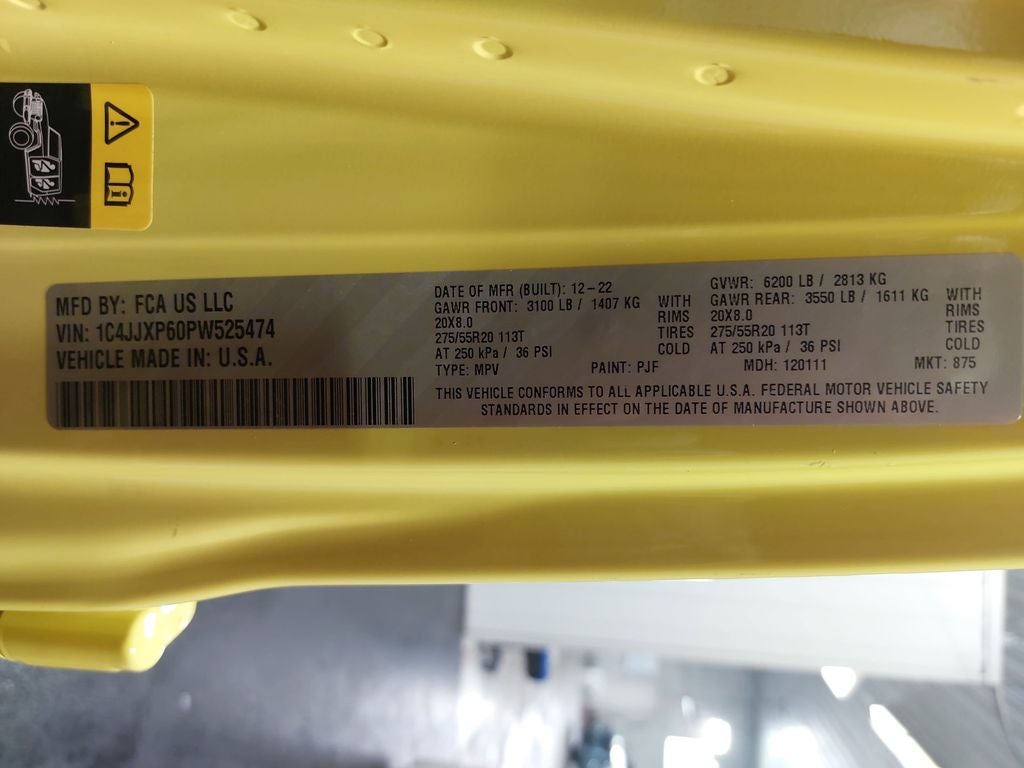 MFD BY: FCA US LLC
VIN: 1C4JJXP60PW525474
VEHICLE MADE IN: U.S.A.
DATE OF MFR (BUILT): 12-22
GAWR FRONT: 3100 LB / 1407 KG
20X8.0
275/55R20 113T
AT 250 kPa / 36 PSI
WITH
RIMS
TIRES
COLD
GVWR: 6200 LB / 2813 KG
GAWR REAR: 3550 LB / 1611 KG
20X8.0
275/55R20 113T
AT 250 kPa / 36 PSI
WITH
RIMS
TIRES
COLD
TYPE: MPV PAINT: PJF MDH: 120111 MKT: 875
THIS VEHICLE CONFORMS TO ALL APPLICABLE U.S.A. FEDERAL MOTOR VEHICLE SAFETY
STANDARDS IN EFFECT ON THE DATE OF MANUFACTURE SHOWN ABOVE.